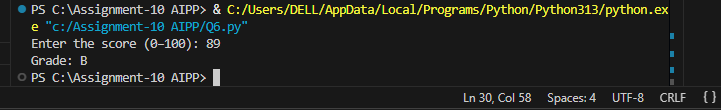 PS C:\Assignment-10 AIPP> & C:/Users/DELL/AppData/Local/Programs/Python/Python313/python.ex
e "c:/Assignment-10 AIPP/Q6.py"
Enter the score (0–100): 89
Grade: B
PS C:\Assignment-10 AIPP>
Ln 30, Col 58 Spaces: 4 UTF-8 CRLF {}